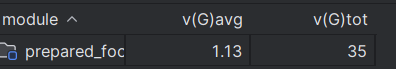 module v(G)avg v(G)tot
prepared_foo 1.13 35